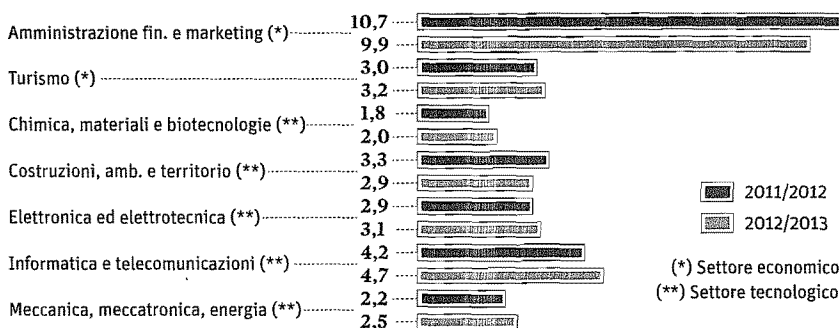 10,7
Amministrazione fin. e marketing (*)
9,9
3,0
Turismo (*)
3,2
1,8
Chimica, materiali e biotecnologie (**)
2,0
3,3
Costruzioni, amb. e territorio (**)
2,9
2,9
Elettronica ed elettrotecnica (**)
3,1
4,2
Informatica e telecomunicazioni (**)
4,7
2,2
Meccanica, meccatronica, energia (**)
2,5
2011/2012
2012/2013
(*) Settore economico
(**) Settore tecnologico